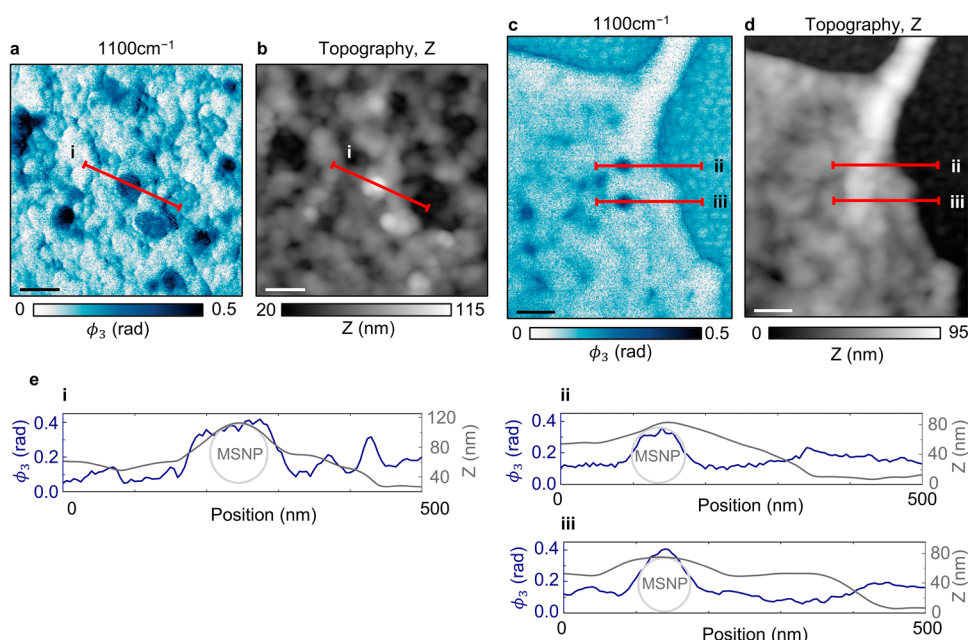 a
1100cm⁻¹
i
0
0.5
ϕ₃ (rad)
b
Topography, Z
i
20
115
Z (nm)
c
1100cm⁻¹
ii
iii
0
0.5
ϕ₃ (rad)
d
Topography, Z
ii
iii
0
95
Z (nm)
e
i
0.4
0.2
0.0
ϕ₃ (rad)
MSNP
120
80
40
Z (nm)
0
Position (nm)
500
ii
0.4
0.2
0.0
ϕ₃ (rad)
MSNP
80
40
0
Z (nm)
0
Position (nm)
500
iii
0.4
0.2
0.0
ϕ₃ (rad)
MSNP
80
40
0
Z (nm)
0
Position (nm)
500